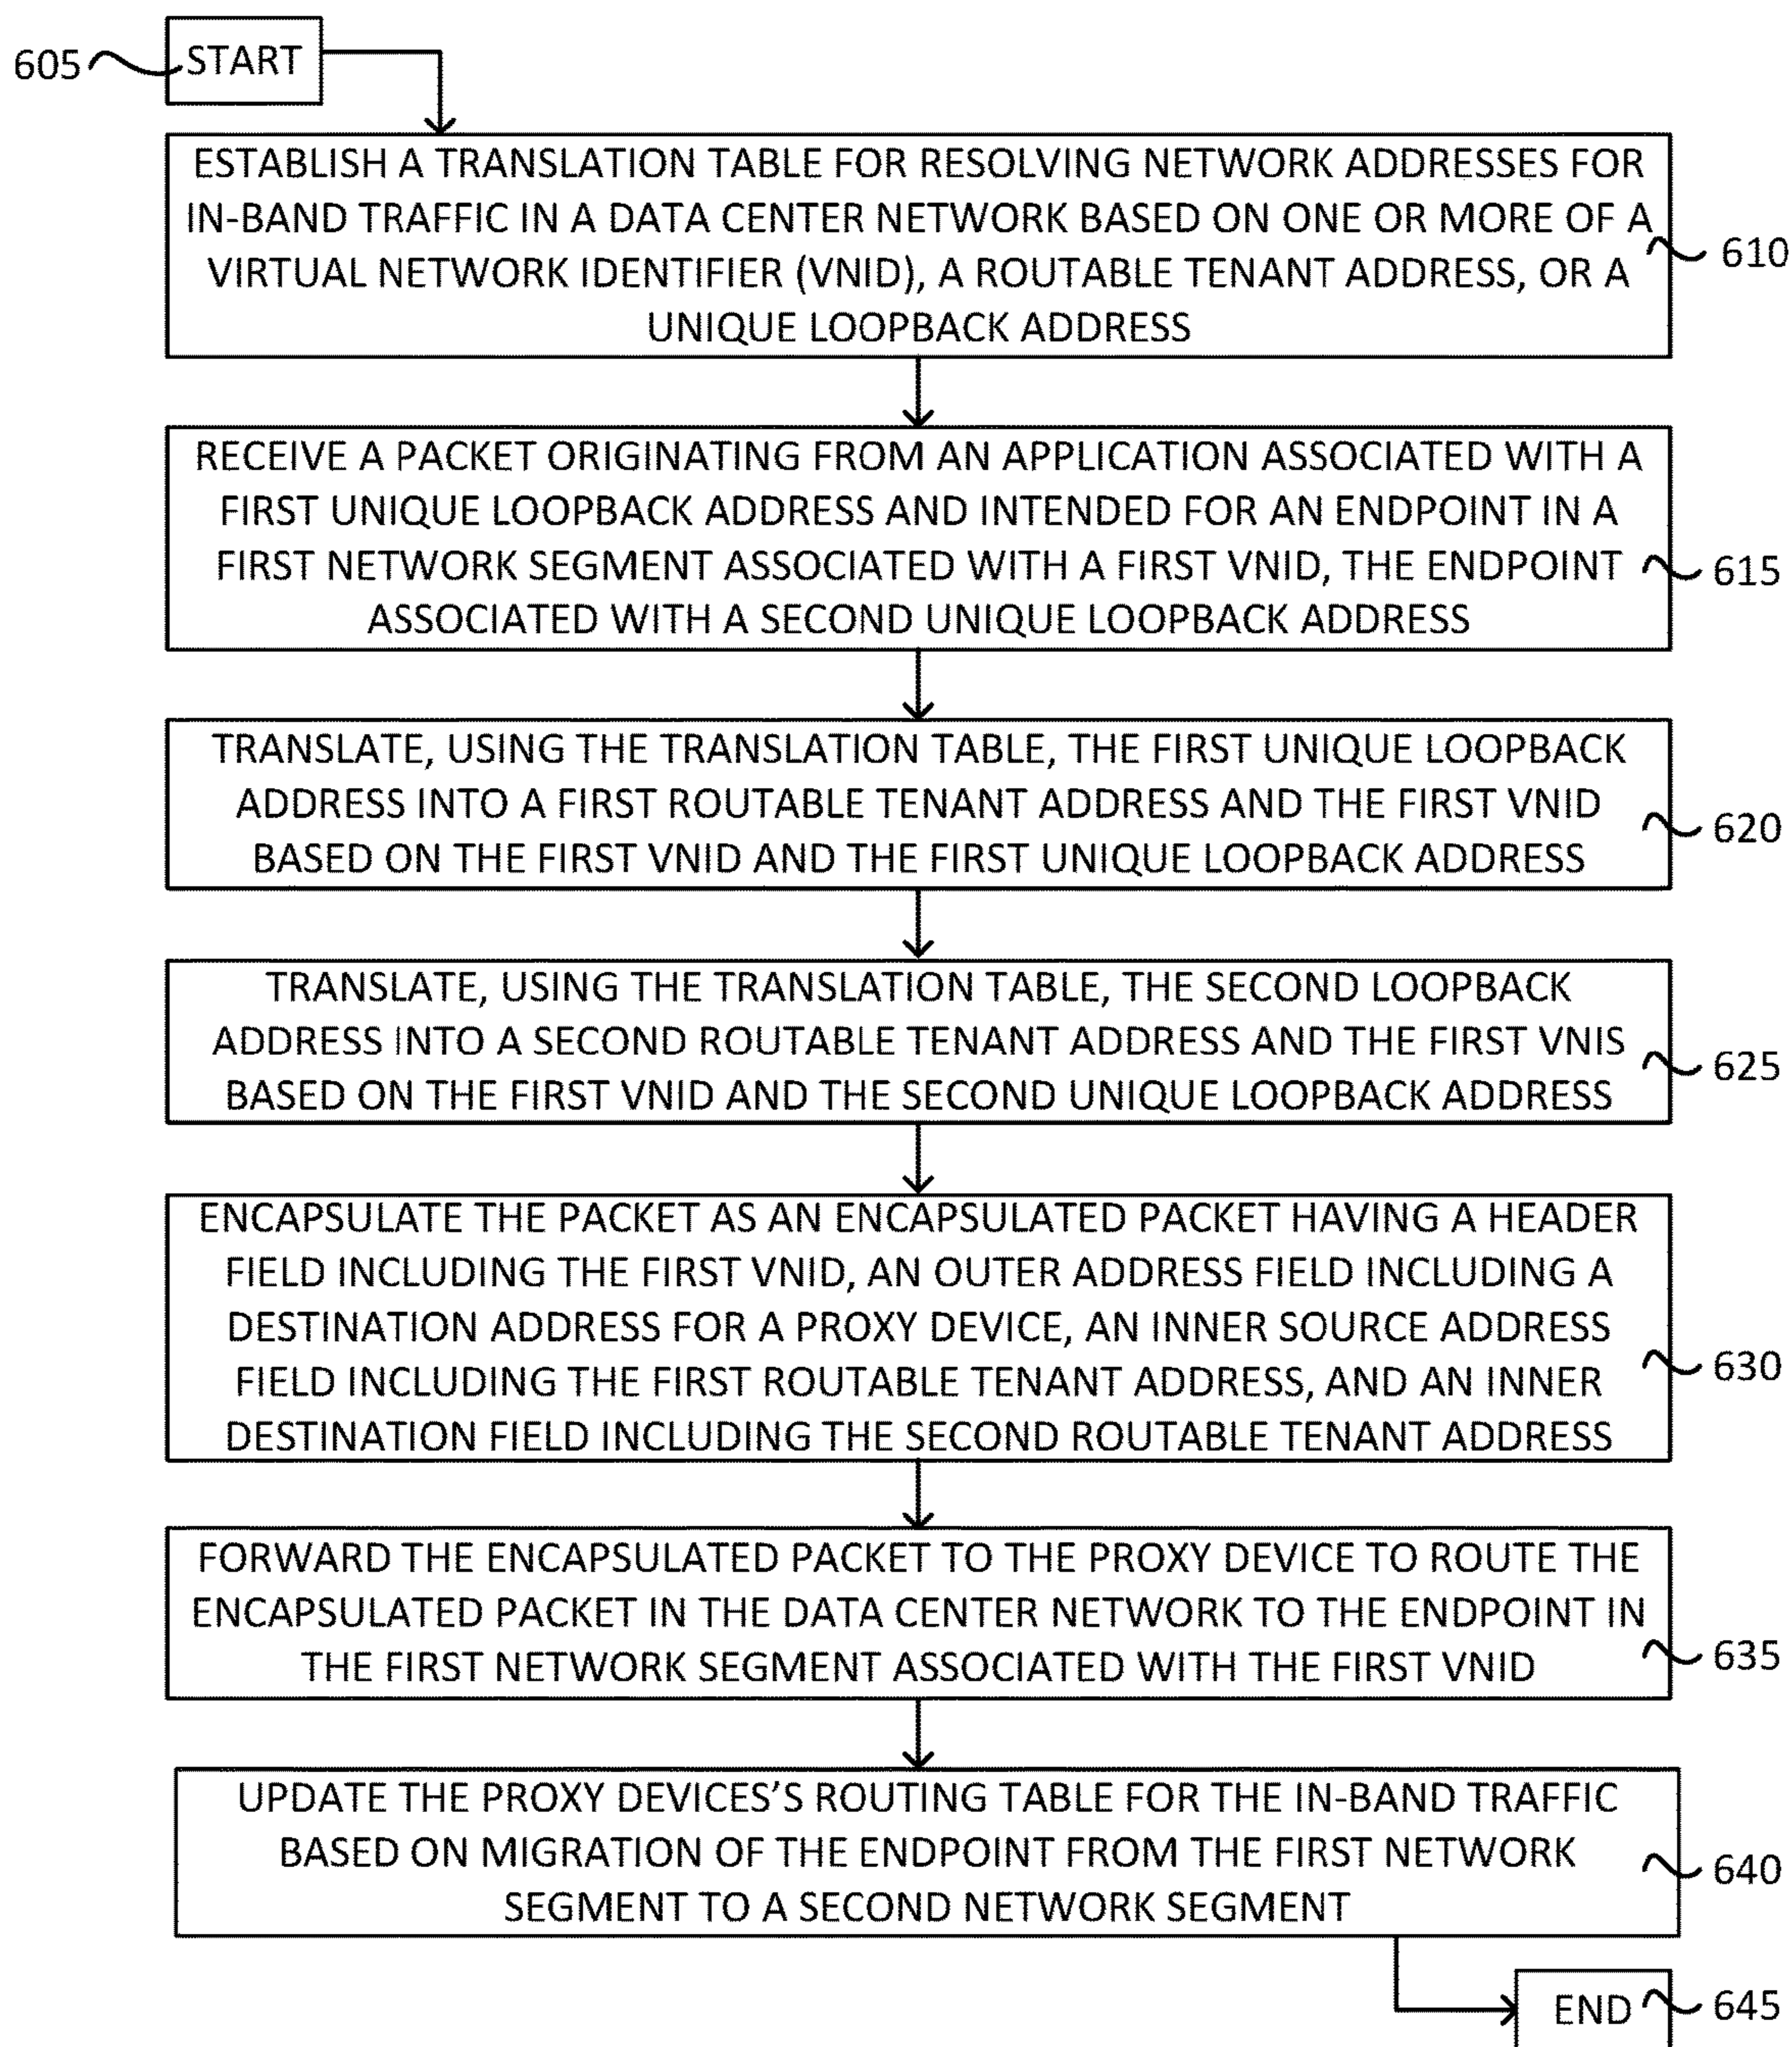 605
START
ESTABLISH A TRANSLATION TABLE FOR RESOLVING NETWORK ADDRESSES FOR
IN-BAND TRAFFIC IN A DATA CENTER NETWORK BASED ON ONE OR MORE OF A
VIRTUAL NETWORK IDENTIFIER (VNID), A ROUTABLE TENANT ADDRESS, OR A
UNIQUE LOOPBACK ADDRESS
610
RECEIVE A PACKET ORIGINATING FROM AN APPLICATION ASSOCIATED WITH A
FIRST UNIQUE LOOPBACK ADDRESS AND INTENDED FOR AN ENDPOINT IN A
FIRST NETWORK SEGMENT ASSOCIATED WITH A FIRST VNID, THE ENDPOINT
ASSOCIATED WITH A SECOND UNIQUE LOOPBACK ADDRESS
615
TRANSLATE, USING THE TRANSLATION TABLE, THE FIRST UNIQUE LOOPBACK
ADDRESS INTO A FIRST ROUTABLE TENANT ADDRESS AND THE FIRST VNID
BASED ON THE FIRST VNID AND THE FIRST UNIQUE LOOPBACK ADDRESS
620
TRANSLATE, USING THE TRANSLATION TABLE, THE SECOND LOOPBACK
ADDRESS INTO A SECOND ROUTABLE TENANT ADDRESS AND THE FIRST VNIS
BASED ON THE FIRST VNID AND THE SECOND UNIQUE LOOPBACK ADDRESS
625
ENCAPSULATE THE PACKET AS AN ENCAPSULATED PACKET HAVING A HEADER
FIELD INCLUDING THE FIRST VNID, AN OUTER ADDRESS FIELD INCLUDING A
DESTINATION ADDRESS FOR A PROXY DEVICE, AN INNER SOURCE ADDRESS
FIELD INCLUDING THE FIRST ROUTABLE TENANT ADDRESS, AND AN INNER
DESTINATION FIELD INCLUDING THE SECOND ROUTABLE TENANT ADDRESS
630
FORWARD THE ENCAPSULATED PACKET TO THE PROXY DEVICE TO ROUTE THE
ENCAPSULATED PACKET IN THE DATA CENTER NETWORK TO THE ENDPOINT IN
THE FIRST NETWORK SEGMENT ASSOCIATED WITH THE FIRST VNID
635
UPDATE THE PROXY DEVICES’S ROUTING TABLE FOR THE IN-BAND TRAFFIC
BASED ON MIGRATION OF THE ENDPOINT FROM THE FIRST NETWORK
SEGMENT TO A SECOND NETWORK SEGMENT
640
END
645